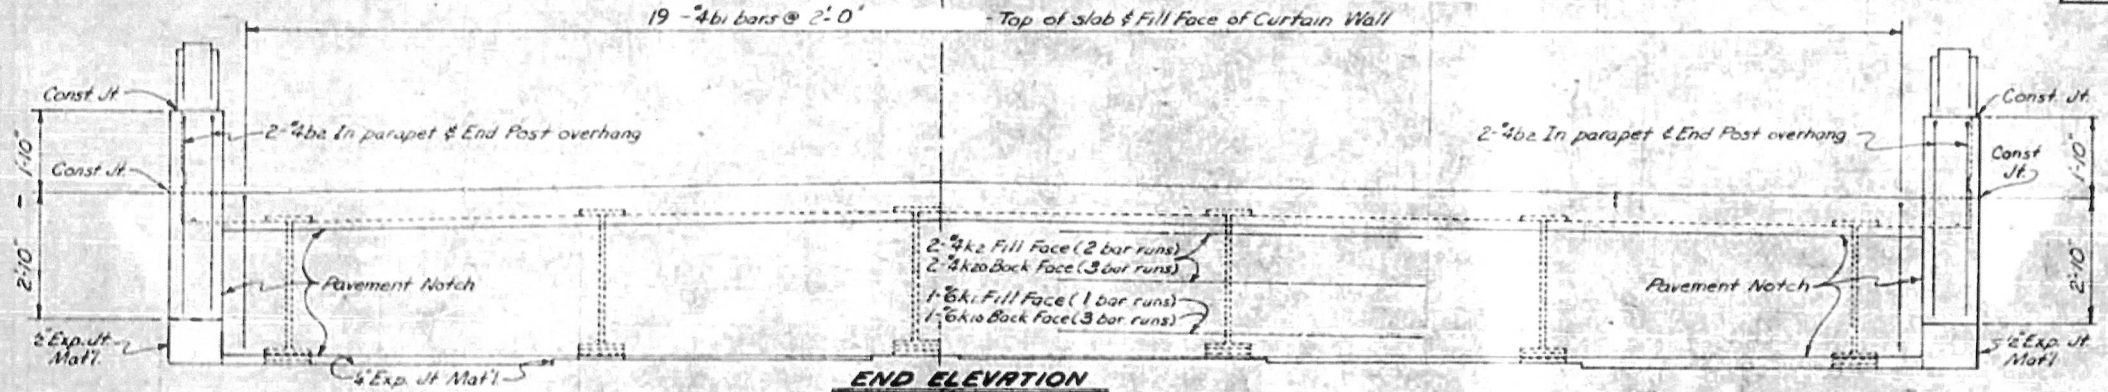 19 - #4b1 bars @ 2'-0" - Top of slab & Fill Face of Curtain Wall
Const. Jt.
Const. Jt.
2-#4b2 In parapet & End Post overhang
2-#4b2 In parapet & End Post overhang
1'-10"
Const. Jt.
Const. Jt.
1'-10"
2'-10"
2-#4k2 Fill Face (2 bar runs)
2-#4k20 Back Face (3 bar runs)
Pavement Notch
1-#6k1 Fill Face (1 bar runs)
1-#6k10 Back Face (3 bar runs)
Pavement Notch
2'-10"
½" Exp. Jt. Mat'l.
½" Exp. Jt. Mat'l.
Exp. Jt. Mat'l.
END ELEVATION